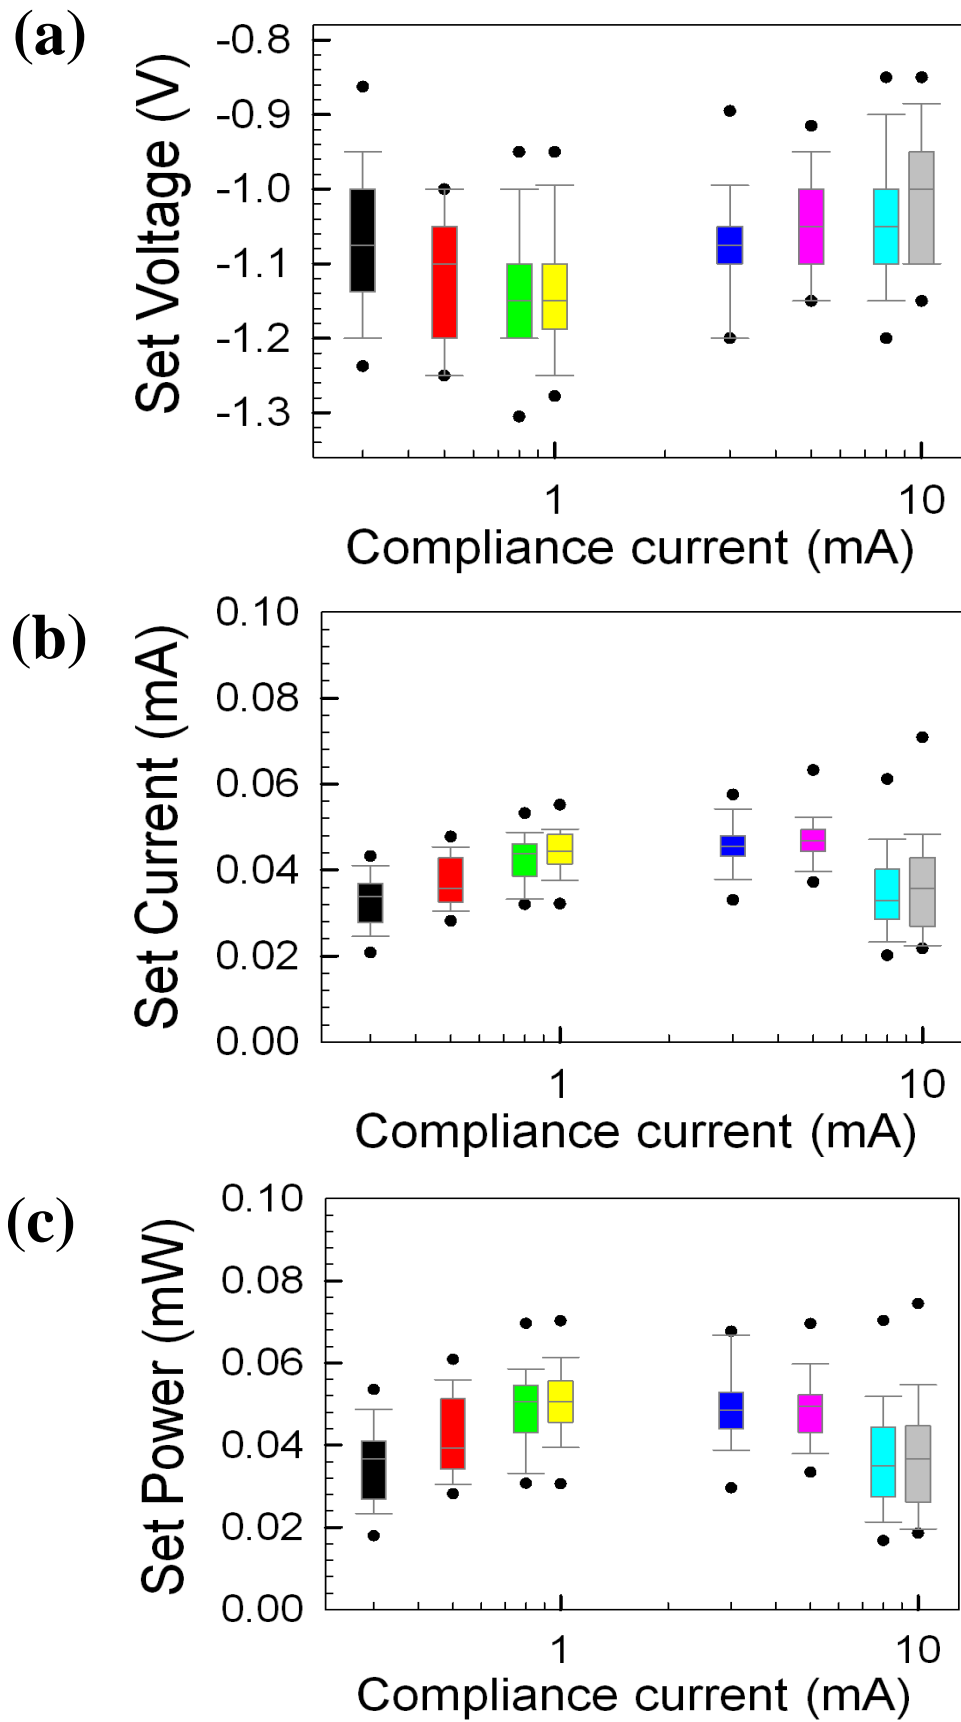 (a)
Set Voltage (V)
-0.8
-0.9
-1.0
-1.1
-1.2
-1.3
1
10
Compliance current (mA)
(b)
Set Current (mA)
0.10
0.08
0.06
0.04
0.02
0.00
1
10
Compliance current (mA)
(c)
Set Power (mW)
0.10
0.08
0.06
0.04
0.02
0.00
1
10
Compliance current (mA)